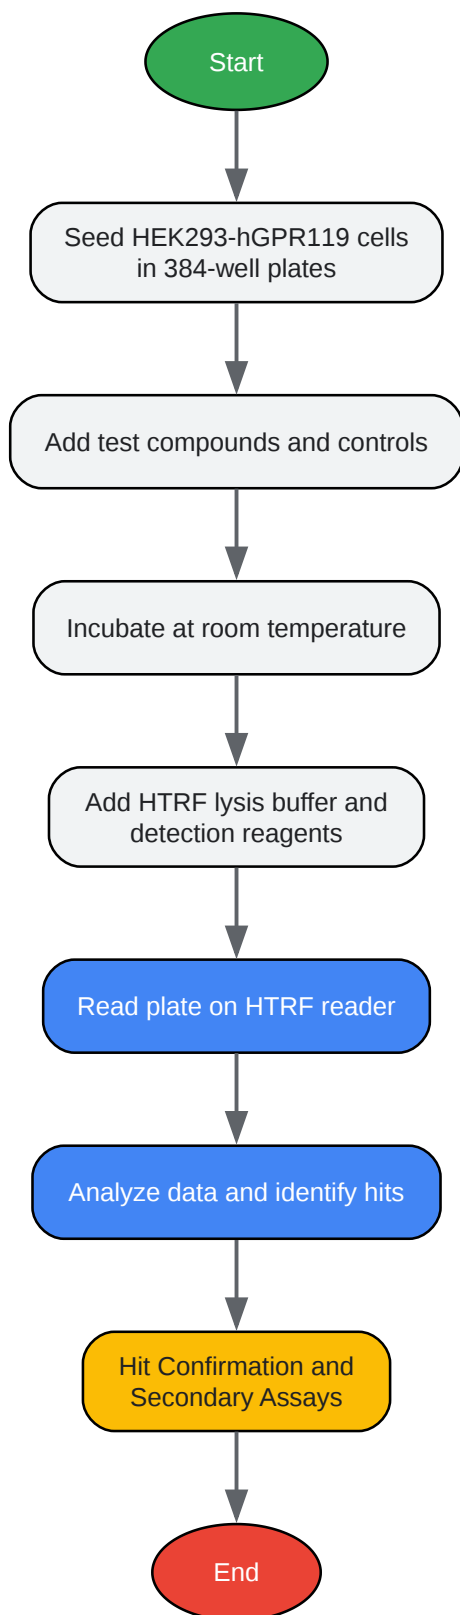 Start
Seed HEK293-hGPR119 cells
in 384-well plates
Add test compounds and controls
Incubate at room temperature
Add HTRF lysis buffer and
detection reagents
Read plate on HTRF reader
Analyze data and identify hits
Hit Confirmation and
Secondary Assays
End